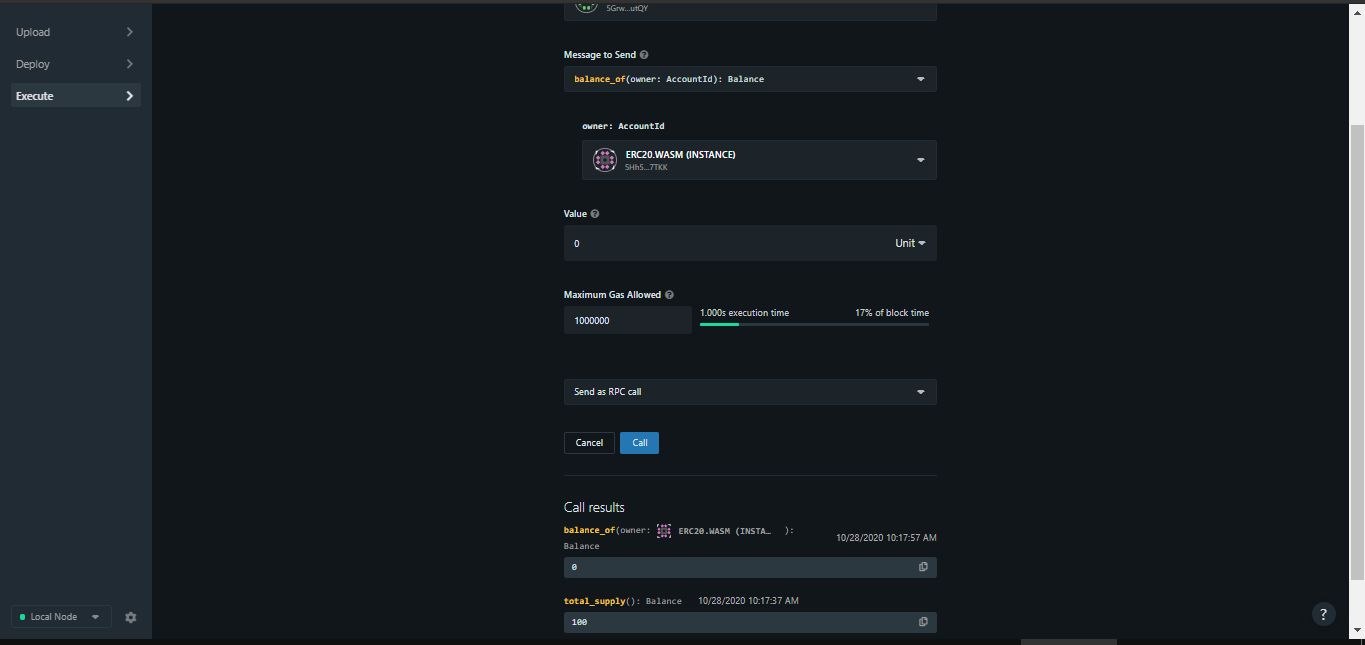 Upload
Deploy
Execute
5Grw...utQY
Message to Send ?
balance_of(owner: AccountId): Balance
owner: AccountId
ERC20.WASM (INSTANCE)
5Hh5...7TKK
Value ?
0 Unit
Maximum Gas Allowed ?
1000000
1.000s execution time 17% of block time
Send as RPC call
Cancel Call
Call results
balance_of(owner: ERC20.WASM (INSTA… ):
Balance
10/28/2020 10:17:57 AM
0
total_supply(): Balance 10/28/2020 10:17:37 AM
100
Local Node
?